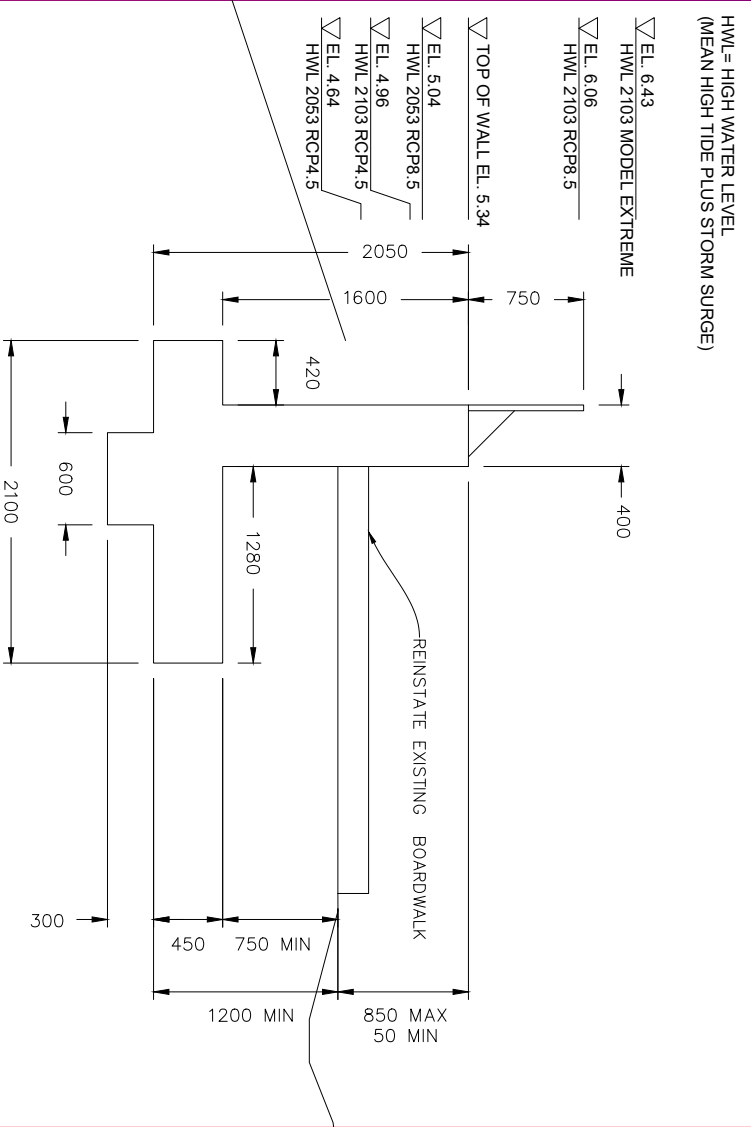 HWL= HIGH WATER LEVEL
(MEAN HIGH TIDE PLUS STORM SURGE)
EL. 6.43
HWL 2103 MODEL EXTREME
EL. 6.06
HWL 2103 RCP8.5
TOP OF WALL EL. 5.34
EL. 5.04
HWL 2053 RCP8.5
EL. 4.96
HWL 2103 RCP4.5
EL. 4.64
HWL 2053 RCP4.5
2050
1600
750
420
400
600
2100
1280
REINSTATE EXISTING BOARDWALK
300
450
750 MIN
1200 MIN
850 MAX
50 MIN